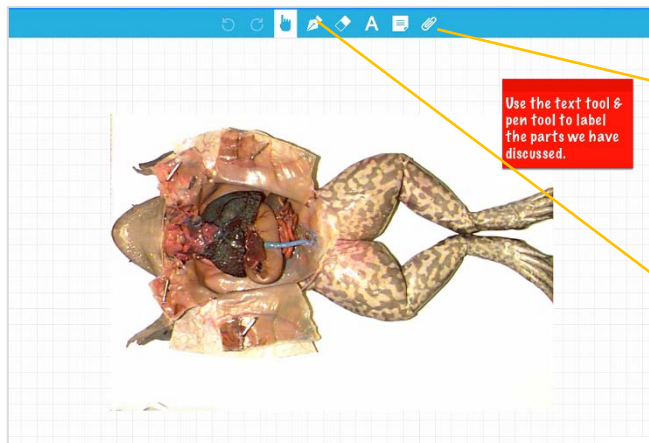 A
Use the text tool &
pen tool to label
the parts we have
discussed.